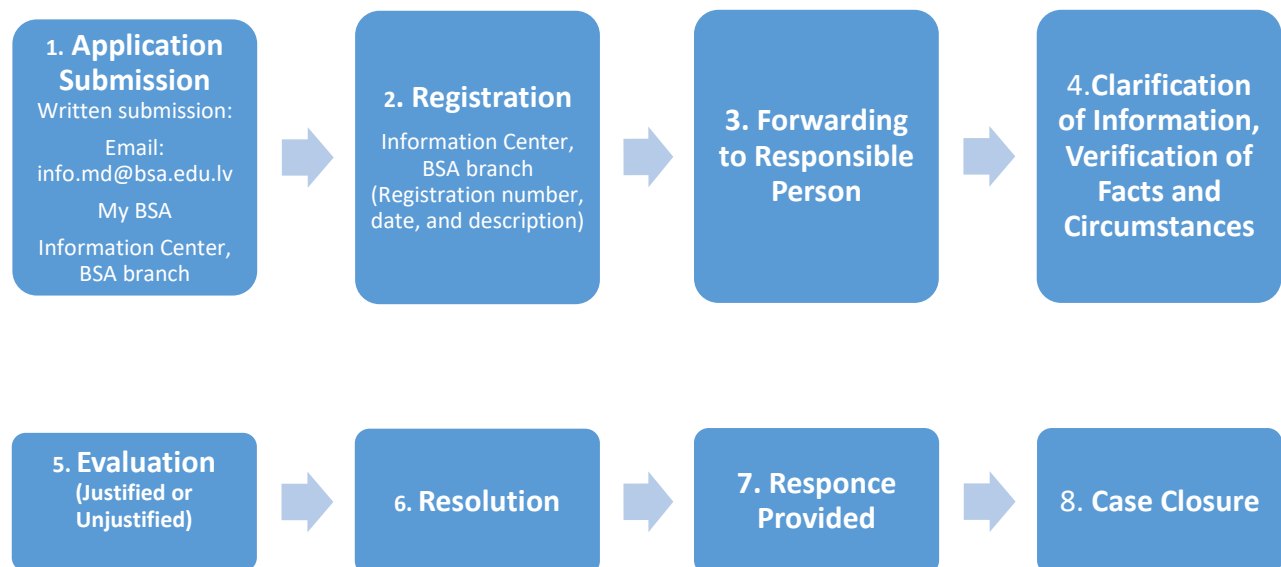 1. Application
Submission
Written submission:
Email:
info.md@bsa.edu.lv
My BSA
Information Center,
BSA branch
2. Registration
Information Center,
BSA branch
(Registration number,
date, and description)
3. Forwarding
to Responsible
Person
4.Clarification
of Information,
Verification of
Facts and
Circumstances
5. Evaluation
(Justified or
Unjustified)
6. Resolution
7. Responce
Provided
8. Case Closure